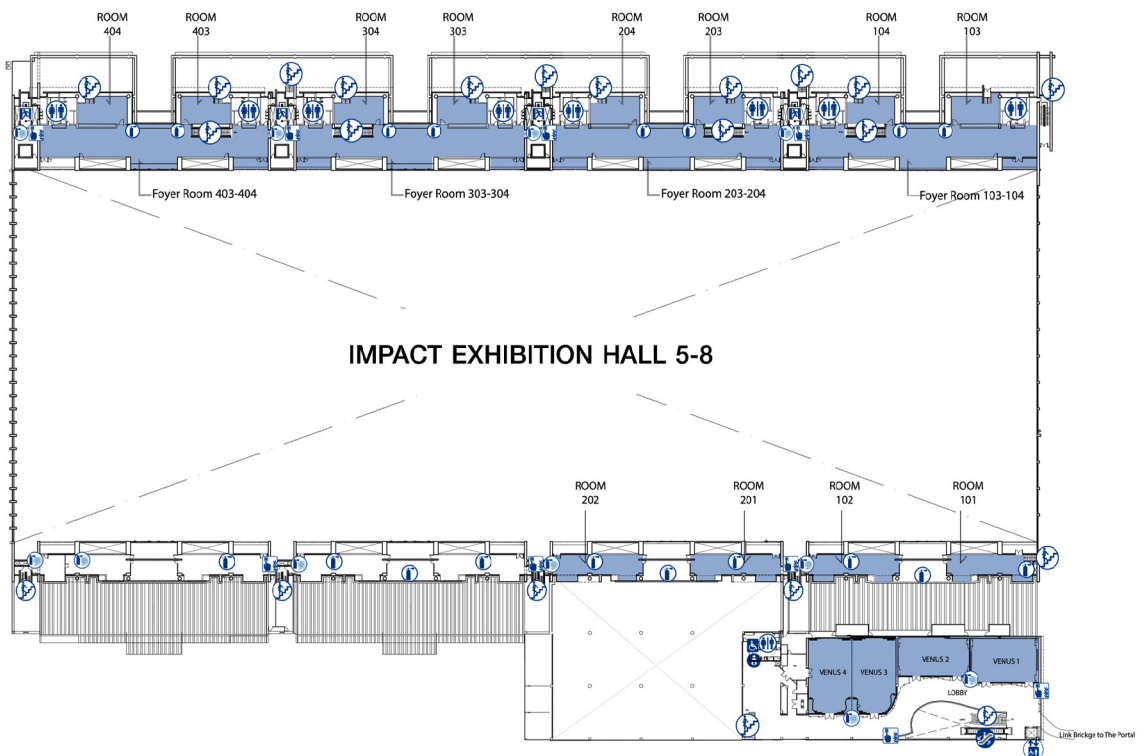 ROOM
404
ROOM
403
ROOM
304
ROOM
303
ROOM
204
ROOM
203
ROOM
104
ROOM
103
Foyer Room 403-404
Foyer Room 303-304
Foyer Room 203-204
Foyer Room 103-104
IMPACT EXHIBITION HALL 5-8
ROOM
202
ROOM
201
ROOM
102
ROOM
101
VENUS 4
VENUS 3
VENUS 2
VENUS 1
LOBBY
Link Brickge to The Portal